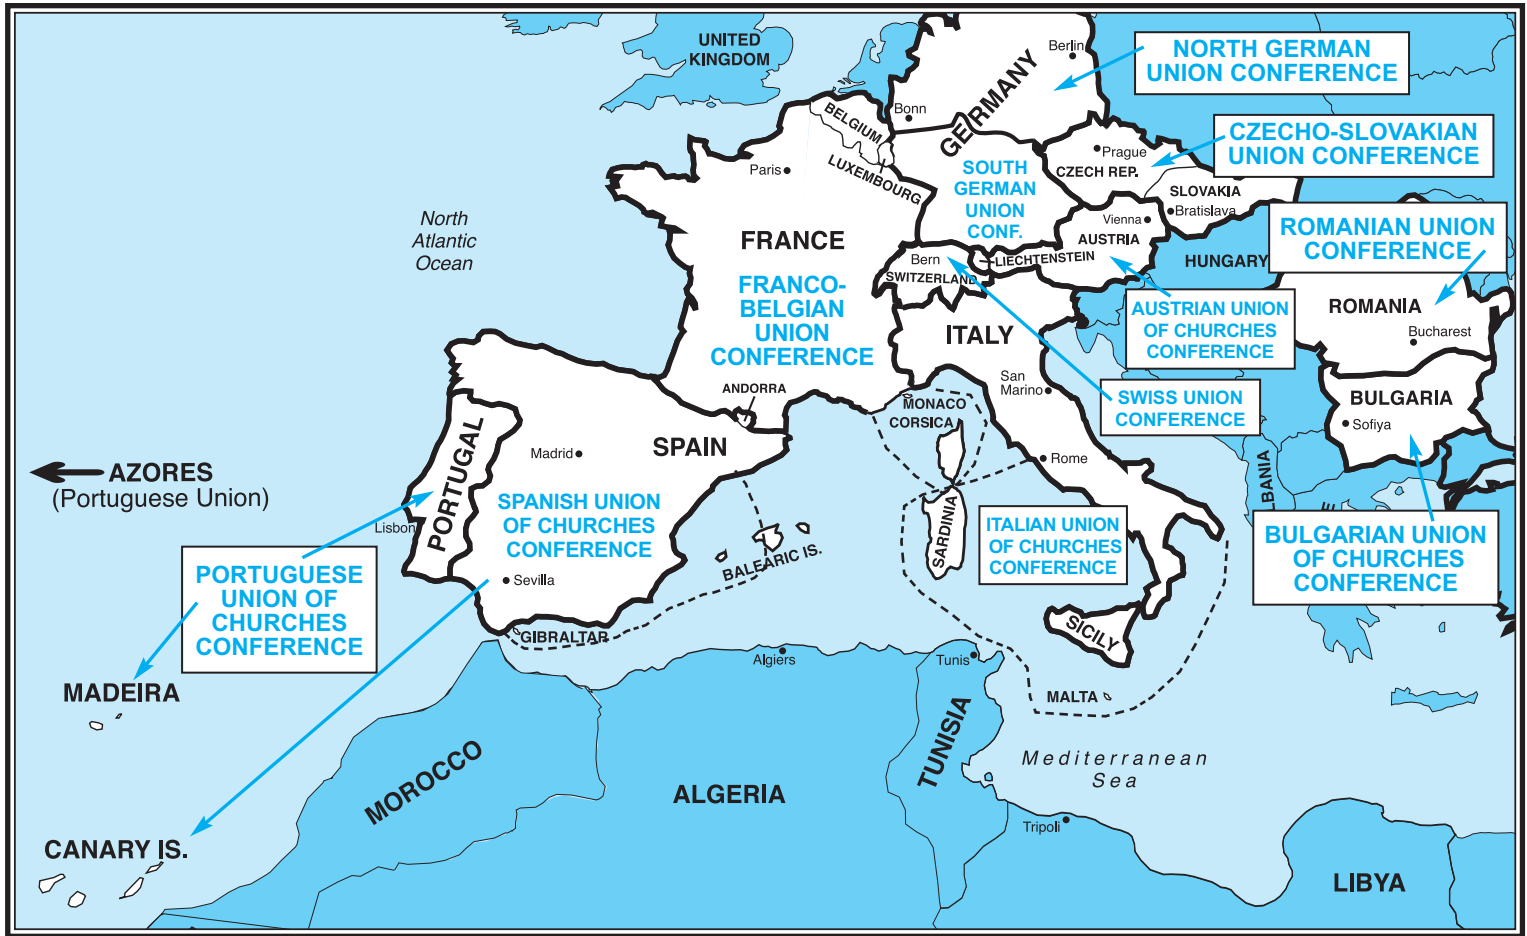 UNITED
KINGDOM
Berlin
NORTH GERMAN
UNION CONFERENCE
GERMANY
Bonn
BELGIUM
LUXEMBOURG
Paris
Prague
CZECH REP.
CZECHO-SLOVAKIAN
UNION CONFERENCE
SLOVAKIA
Bratislava
SOUTH
GERMAN
UNION
CONF.
Vienna
AUSTRIA
North
Atlantic
Ocean
FRANCE
FRANCO-
BELGIAN
UNION
CONFERENCE
Bern
SWITZERLAND
LIECHTENSTEIN
HUNGARY
ROMANIAN UNION
CONFERENCE
ROMANIA
Bucharest
AUSTRIAN UNION
OF CHURCHES
CONFERENCE
ITALY
San
Marino
SWISS UNION
CONFERENCE
BULGARIA
Sofiya
ANDORRA
MONACO
CORSICA
PORTUGAL
Lisbon
Madrid
SPAIN
SPANISH UNION
OF CHURCHES
CONFERENCE
Sevilla
AZORES
(Portuguese Union)
Rome
SARDINIA
ITALIAN UNION
OF CHURCHES
CONFERENCE
LBANIA
E
BULGARIAN UNION
OF CHURCHES
CONFERENCE
BALEARIC IS.
PORTUGUESE
UNION OF
CHURCHES
CONFERENCE
GIBRALTAR
SICILY
Algiers
Tunis
MALTA
MADEIRA
MOROCCO
ALGERIA
TUNISIA
Mediterranean
Sea
Tripoli
CANARY IS.
LIBYA